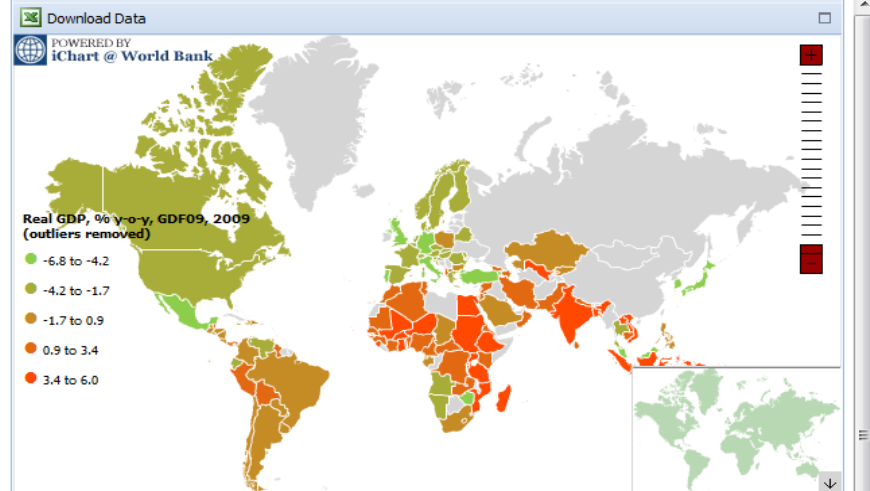 Download Data
POWERED BY
iChart @ World Bank
Real GDP, % y-o-y, GDF09, 2009
(outliers removed)
-6.8 to -4.2
-4.2 to -1.7
-1.7 to 0.9
0.9 to 3.4
3.4 to 6.0